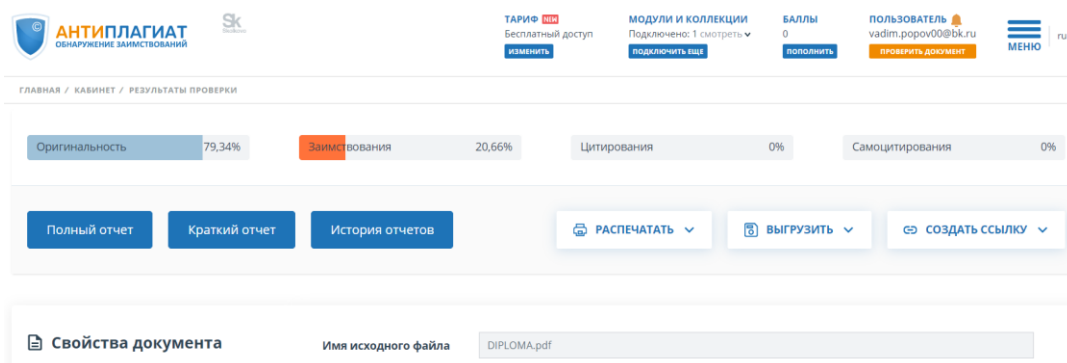 ©
АНТИПЛАГИАТ
ОБНАРУЖЕНИЕ ЗАИМСТВОВАНИЙ
Sk
ТАРИФ NEW
Бесплатный доступ
ИЗМЕНИТЬ
МОДУЛИ И КОЛЛЕКЦИИ
Подключено: 1 смотреть
ПОДКЛЮЧИТЬ ЕЩЕ
БАЛЛЫ
0
ПОПОЛНИТЬ
ПОЛЬЗОВАТЕЛЬ
vadim.popov00@bk.ru
ПРОВЕРИТЬ ДОКУМЕНТ
МЕНЮ
ru
ГЛАВНАЯ / КАБИНЕТ / РЕЗУЛЬТАТЫ ПРОВЕРКИ
Оригинальность 79,34%
Заимствования 20,66%
Цитирования 0%
Самоцитирования 0%
Полный отчет
Краткий отчет
История отчетов
РАСПЕЧАТАТЬ
ВЫГРУЗИТЬ
СОЗДАТЬ ССЫЛКУ
Свойства документа
Имя исходного файла
DIPLOMA.pdf